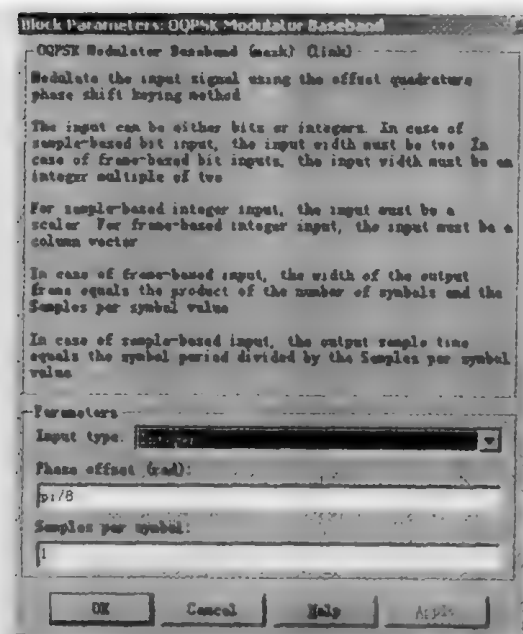 Block Parameters: OQPSK Modulator Baseband
OQPSK Modulator Baseband (mask) (link)
Modulate the input signal using the offset quadrature
phase shift keying method
The input can be either bits or integers. In case of
sample-based bit input, the input width must be two In
case of frame-based bit inputs, the input width must be an
integer multiple of two
For sample-based integer input, the input must be a
scalar For frame-based integer input, the input must be a
column vector
In case of frame-based input, the width of the output
frame equals the product of the number of symbols and the
Samples per symbol value
In case of sample-based input, the output sample time
equals the symbol period divided by the Samples per symbol
value
Parameters
Input type: Integer
Phase offset (rad):
pi/8
Samples per symbol:
1
OK Cancel Help Apply